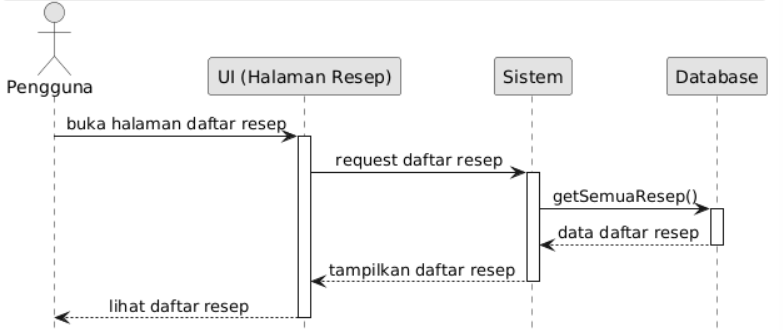 Pengguna
UI (Halaman Resep)
Sistem
Database
buka halaman daftar resep
request daftar resep
getSemuaResep()
data daftar resep
tampilkan daftar resep
lihat daftar resep